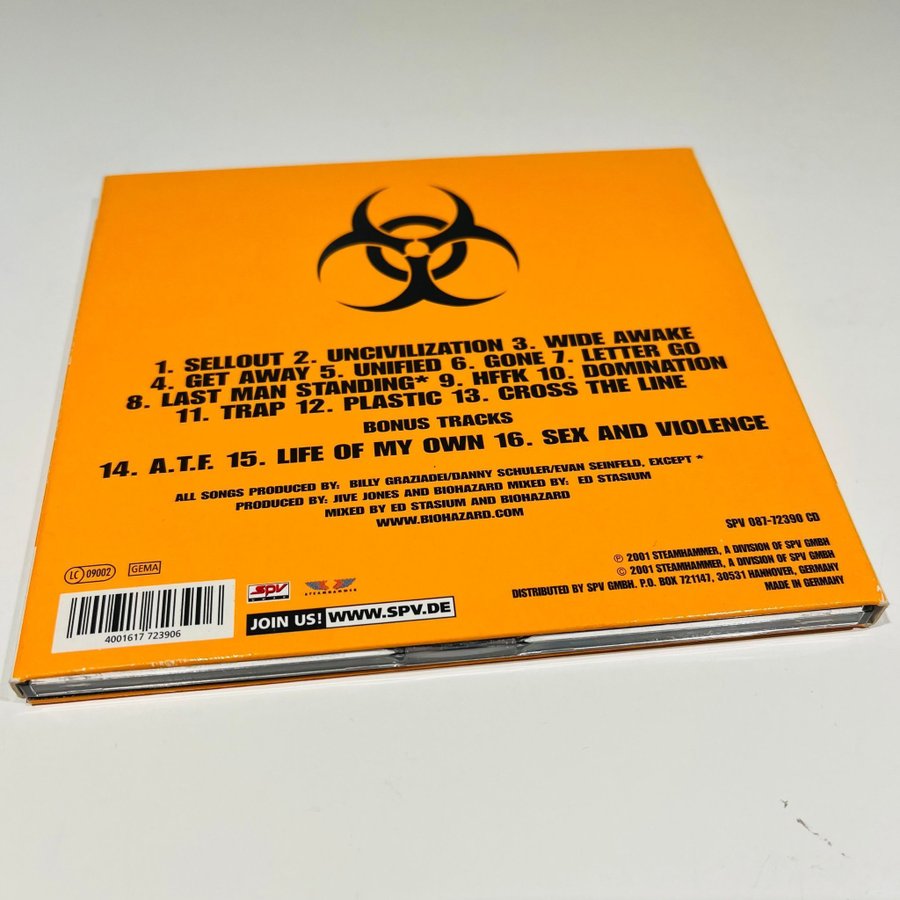 1. SELLOUT 2. UNCIVILIZATION 3. WIDE AWAKE
4. GET AWAY 5. UNIFIED 6. GONE 7. LETTER GO
8. LAST MAN STANDING* 9. HFFK 10. DOMINATION
11. TRAP 12. PLASTIC 13. CROSS THE LINE
BONUS TRACKS
14. A.T.F. 15. LIFE OF MY OWN 16. SEX AND VIOLENCE
ALL SONGS PRODUCED BY: BILLY GRAZIADEI/DANNY SCHULER/EVAN SEINFELD, EXCEPT *
PRODUCED BY: JIVE JONES AND BIOHAZARD MIXED BY: ED STASIUM
MIXED BY ED STASIUM AND BIOHAZARD
WWW.BIOHAZARD.COM
SPV 087-72390 CD
℗ 2001 STEAMHAMMER, A DIVISION OF SPV GMBH
© 2001 STEAMHAMMER, A DIVISION OF SPV GMBH
DISTRIBUTED BY SPV GMBH. P.O. BOX 721147, 30531 HANNOVER, GERMANY
MADE IN GERMANY
LC 09002
GEMA
4001617 723906
SPV
STEAMHAMMER
JOIN US! WWW.SPV.DE